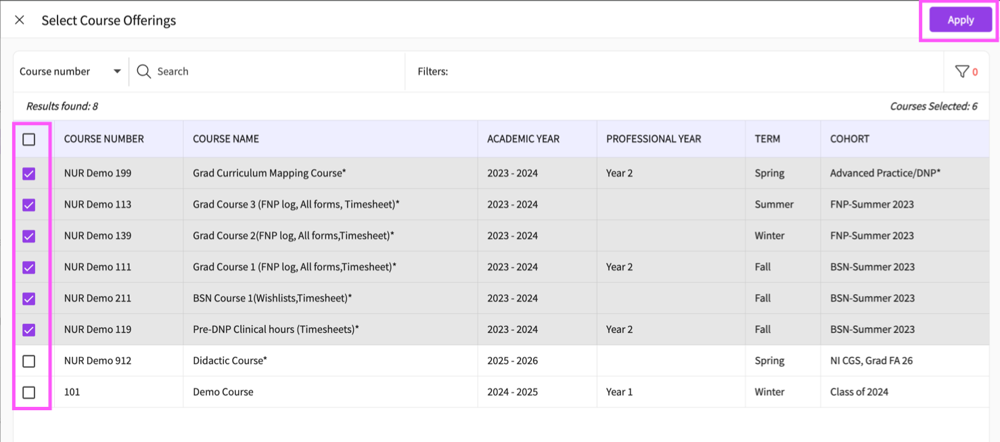 Select Course Offerings
Apply
Course number Search Filters: 0
Results found: 8 Courses Selected: 6
COURSE NUMBER COURSE NAME ACADEMIC YEAR PROFESSIONAL YEAR TERM COHORT
NUR Demo 199 Grad Curriculum Mapping Course* 2023 - 2024 Year 2 Spring Advanced Practice/DNP*
NUR Demo 113 Grad Course 3 (FNP log, All forms, Timesheet)* 2023 - 2024 Summer FNP-Summer 2023
NUR Demo 139 Grad Course 2(FNP log, All forms,Timesheet)* 2023 - 2024 Winter FNP-Summer 2023
NUR Demo 111 Grad Course 1 (FNP log, All forms,Timesheet)* 2023 - 2024 Year 2 Fall BSN-Summer 2023
NUR Demo 211 BSN Course 1(Wishlists,Timesheet)* 2023 - 2024 Fall BSN-Summer 2023
NUR Demo 119 Pre-DNP Clinical hours (Timesheets)* 2023 - 2024 Year 2 Fall BSN-Summer 2023
NUR Demo 912 Didactic Course* 2025 - 2026 Spring NI CGS, Grad FA 26
101 Demo Course 2024 - 2025 Year 1 Winter Class of 2024